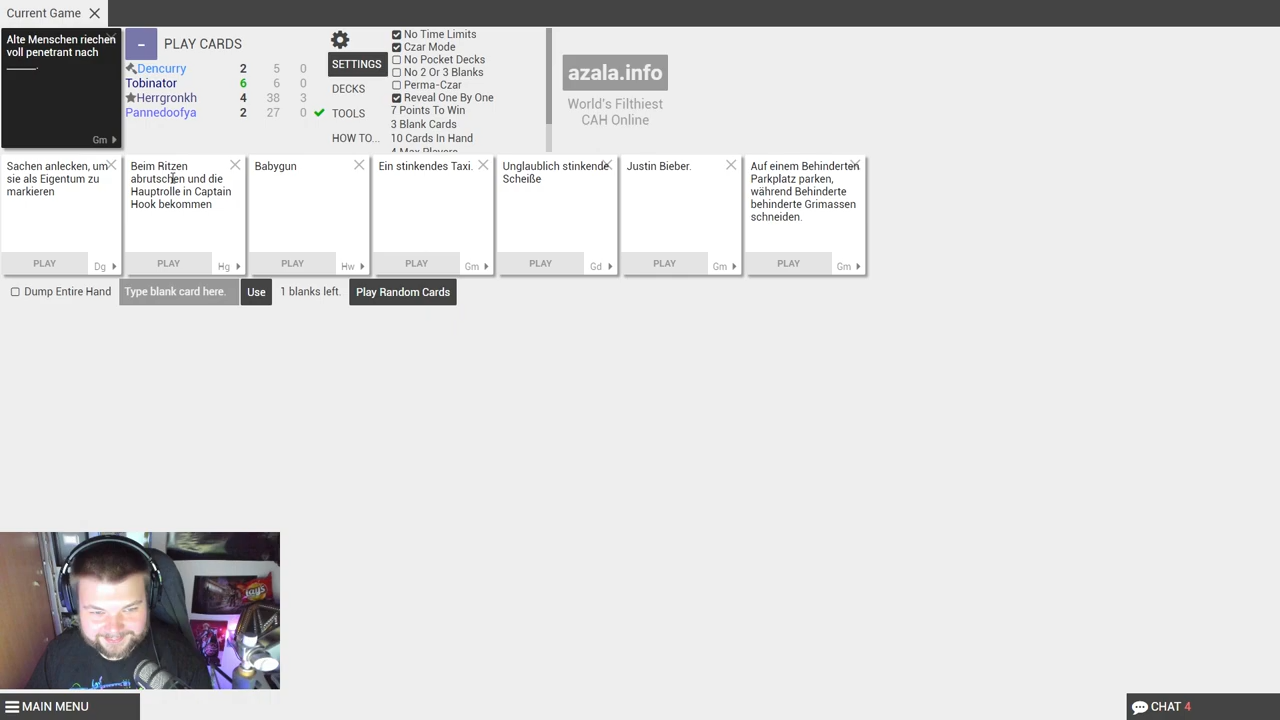 Current Game
Alte Menschen riechen
voll penetrant nach
______.
Gm
–
PLAY CARDS
Dencurry 2 5 0
Tobinator 6 6 0
Herrgronkh 4 38 3
Pannedoofya 2 27 0
SETTINGS
DECKS
TOOLS
HOW TO...
No Time Limits
Czar Mode
No Pocket Decks
No 2 Or 3 Blanks
Perma-Czar
Reveal One By One
7 Points To Win
3 Blank Cards
10 Cards In Hand
4 Max Players
azala.info
World's Filthiest
CAH Online
Sachen anlecken, um
sie als Eigentum zu
markieren
PLAY
Dg
Beim Ritzen
abrutschen und die
Hauptrolle in Captain
Hook bekommen
PLAY
Hg
Babygun
PLAY
Hw
Ein stinkendes Taxi.
PLAY
Gm
Unglaublich stinkende
Scheiße
PLAY
Gd
Justin Bieber.
PLAY
Gm
Auf einem Behinderten
Parkplatz parken,
während Behinderte
behinderte Grimassen
schneiden.
PLAY
Gm
Dump Entire Hand
Type blank card here.
Use
1 blanks left.
Play Random Cards
Lay's
MAIN MENU
CHAT 4